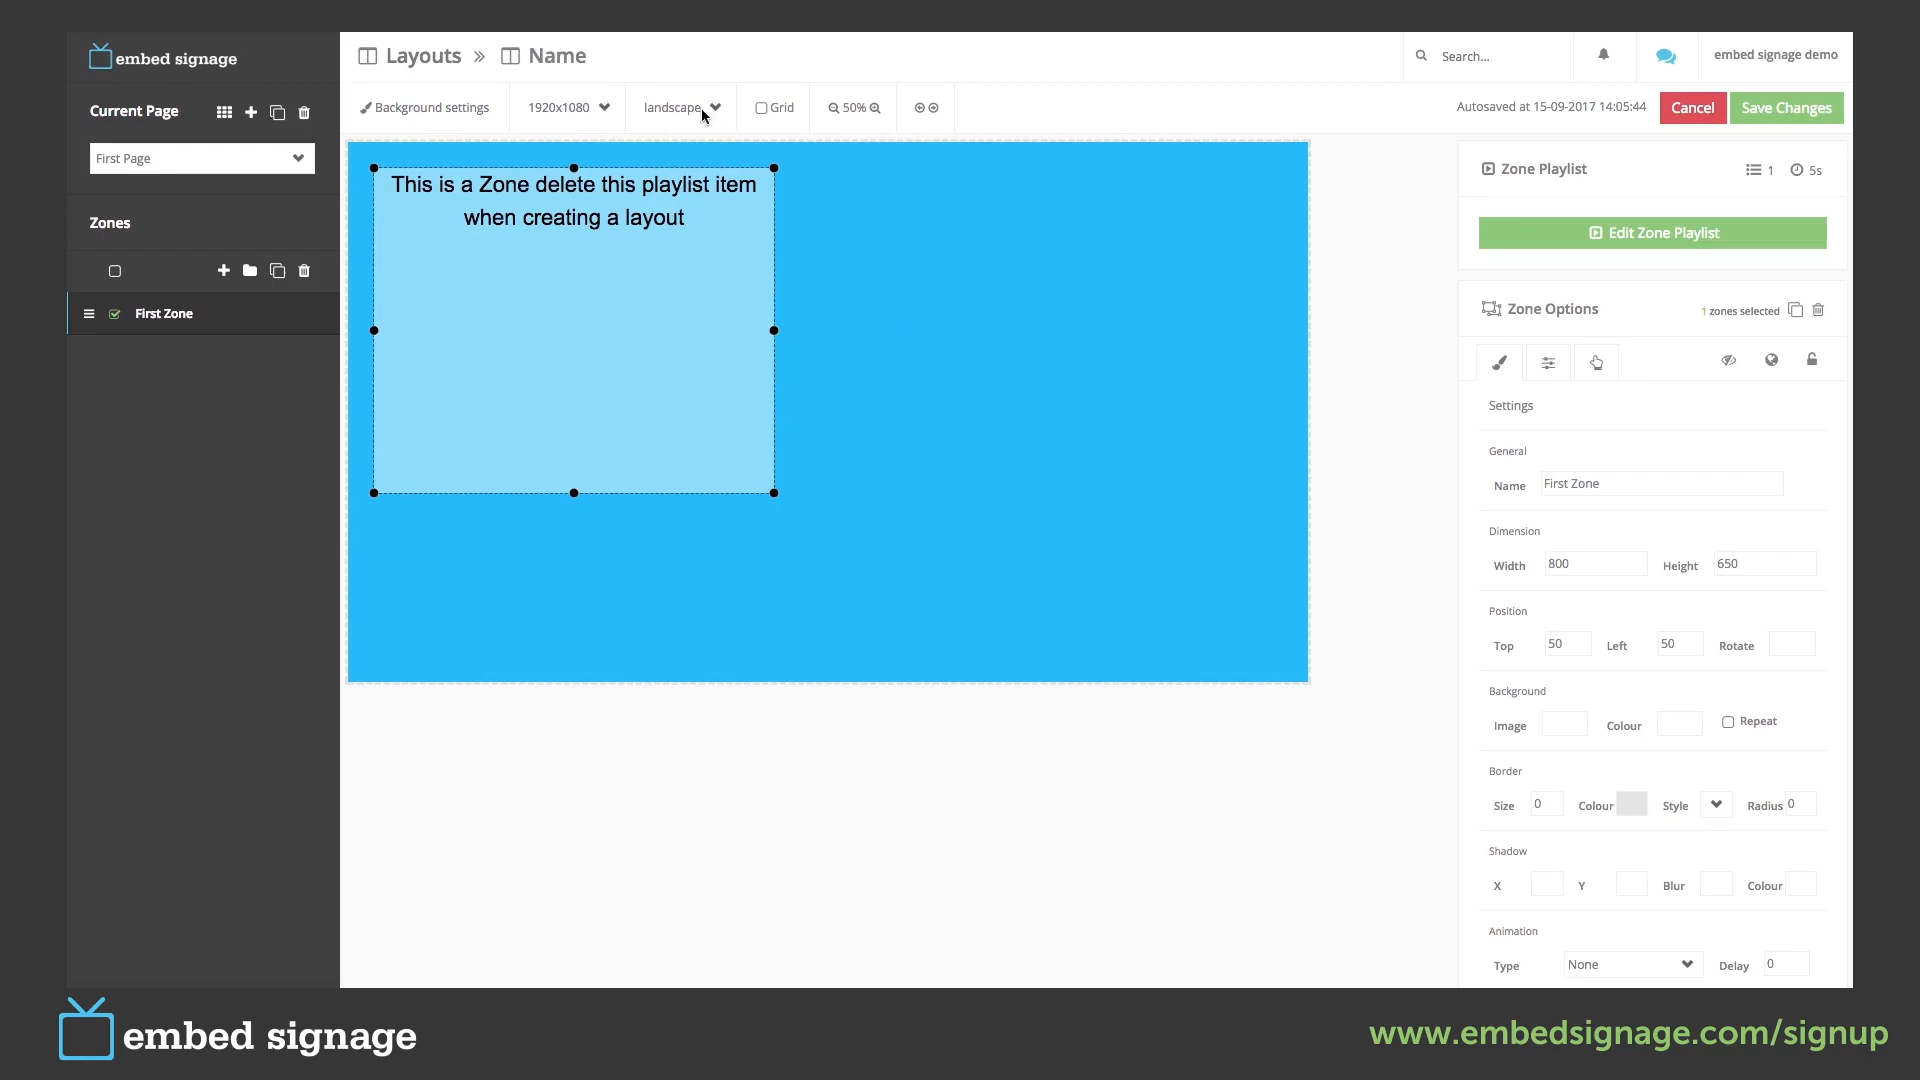 embed signage
Layouts » Name
Search...
embed signage demo
Current Page
Background settings
1920x1080
landscape
Grid
50%
Autosaved at 15-09-2017 14:05:44
Cancel
Save Changes
First Page
Zones
First Zone
This is a Zone delete this playlist item
when creating a layout
Zone Playlist
1
5s
Edit Zone Playlist
Zone Options
1 zones selected
Settings
General
Name First Zone
Dimension
Width 800 Height 650
Position
Top 50 Left 50 Rotate
Background
Image Colour Repeat
Border
Size 0 Colour Style Radius 0
Shadow
X Y Blur Colour
Animation
Type None Delay 0
embed signage
www.embedsignage.com/signup